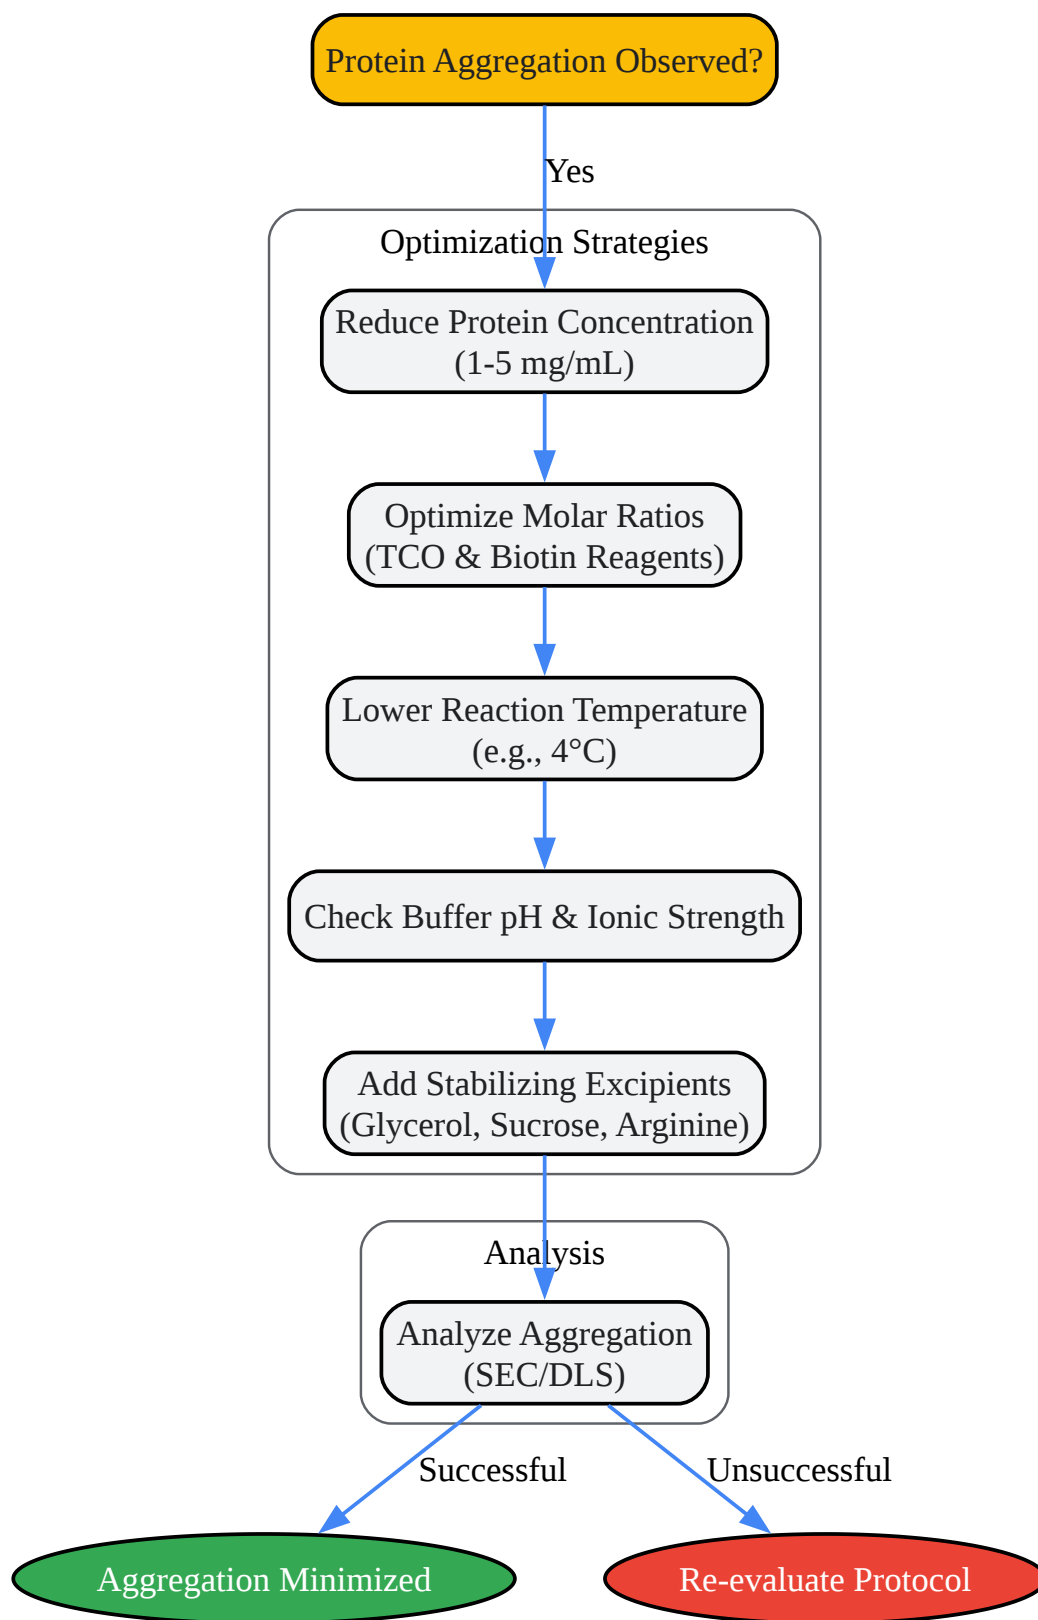 Protein Aggregation Observed?
Yes
Optimization Strategies
Reduce Protein Concentration
(1-5 mg/mL)
Optimize Molar Ratios
(TCO & Biotin Reagents)
Lower Reaction Temperature
(e.g., 4°C)
Check Buffer pH & Ionic Strength
Add Stabilizing Excipients
(Glycerol, Sucrose, Arginine)
Analysis
Analyze Aggregation
(SEC/DLS)
Successful
Unsuccessful
Aggregation Minimized
Re-evaluate Protocol